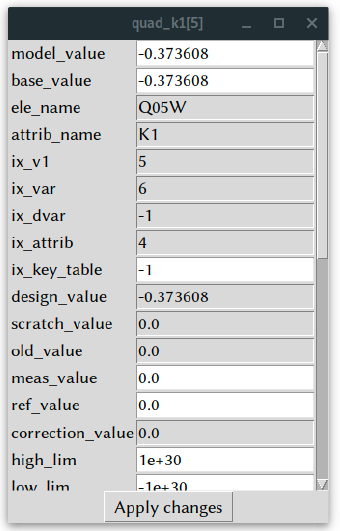 quad_k1[5]
model_value -0.373608
base_value -0.373608
ele_name Q05W
attrib_name K1
ix_v1 5
ix_var 6
ix_dvar -1
ix_attrib 4
ix_key_table -1
design_value -0.373608
scratch_value 0.0
old_value 0.0
meas_value 0.0
ref_value 0.0
correction_value 0.0
high_lim 1e+30
low_lim -1e+30
Apply changes